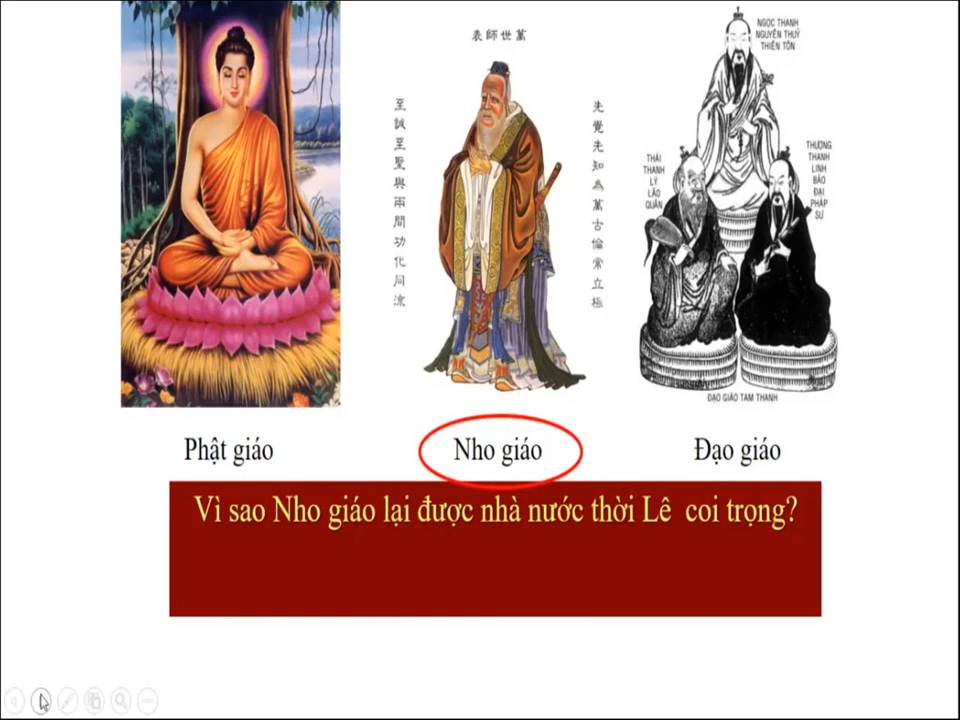 表師世萬
至誠至聖與兩間功化同流
先覺先知為萬古倫常立極
NGỌC THANH
NGUYÊN THUỶ
THIÊN TÔN
THÁI
THANH
LÝ
LÃO
QUÂN
THƯỢNG
THANH
LINH
BẢO
ĐẠI
PHÁP
SƯ
ĐẠO GIÁO TAM THANH
Phật giáo
Nho giáo
Đạo giáo
Vì sao Nho giáo lại được nhà nước thời Lê coi trọng?